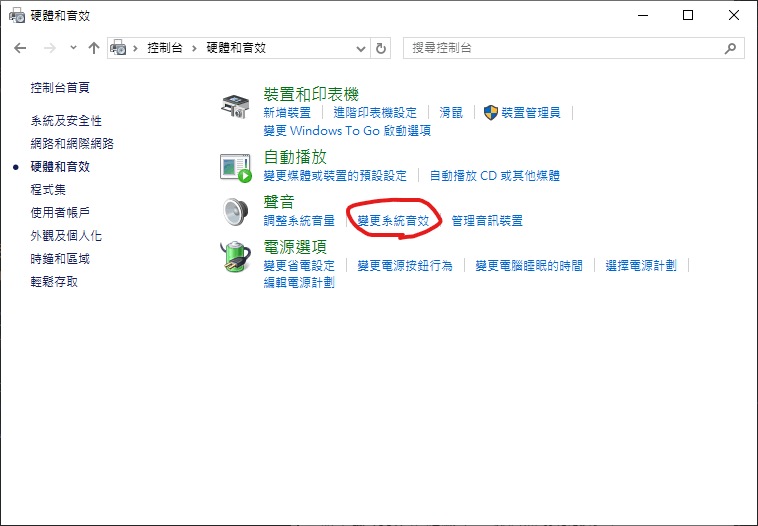 硬體和音效
控制台 硬體和音效
搜尋控制台
控制台首頁
系統及安全性
網路和網際網路
硬體和音效
程式集
使用者帳戶
外觀及個人化
時鐘和區域
輕鬆存取
裝置和印表機
新增裝置 進階印表機設定 滑鼠 裝置管理員
變更 Windows To Go 啟動選項
自動播放
變更媒體或裝置的預設設定 自動播放 CD 或其他媒體
聲音
調整系統音量 變更系統音效 管理音訊裝置
電源選項
變更省電設定 變更電源按鈕行為 變更電腦睡眠的時間 選擇電源計劃
編輯電源計劃